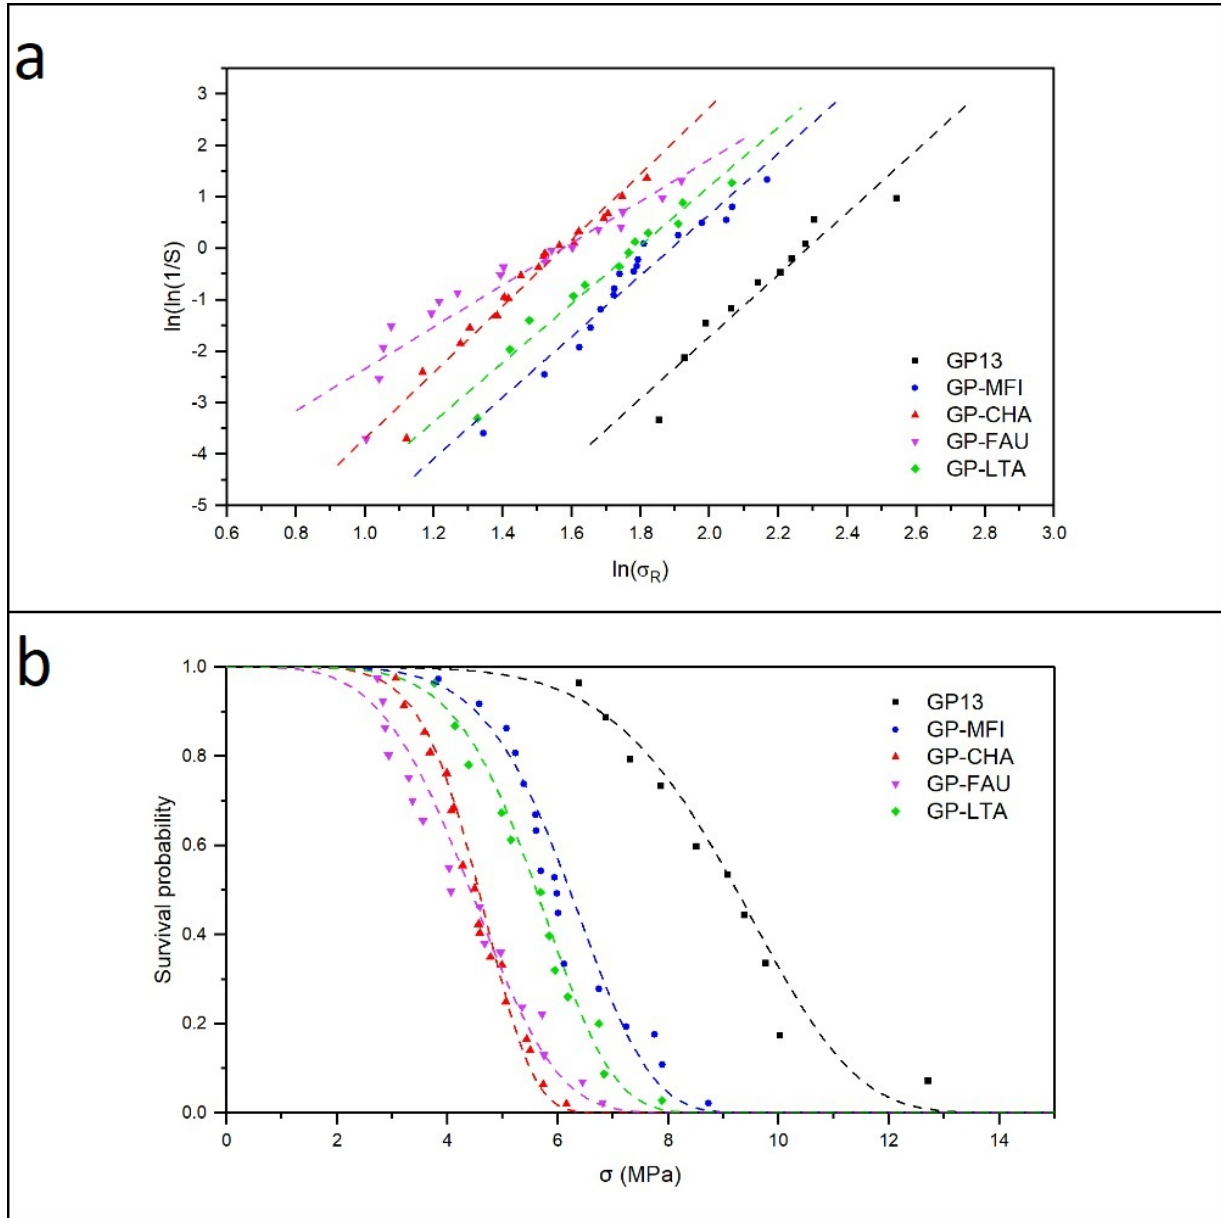 a
3
2
1
0
-1
-2
-3
-4
-5
ln(ln(1/S)
0.6 0.8 1.0 1.2 1.4 1.6 1.8 2.0 2.2 2.4 2.6 2.8 3.0
ln(σR)
GP13
GP-MFI
GP-CHA
GP-FAU
GP-LTA
b
1.0
0.8
0.6
0.4
0.2
0.0
Survival probability
0 2 4 6 8 10 12 14
σ (MPa)
GP13
GP-MFI
GP-CHA
GP-FAU
GP-LTA